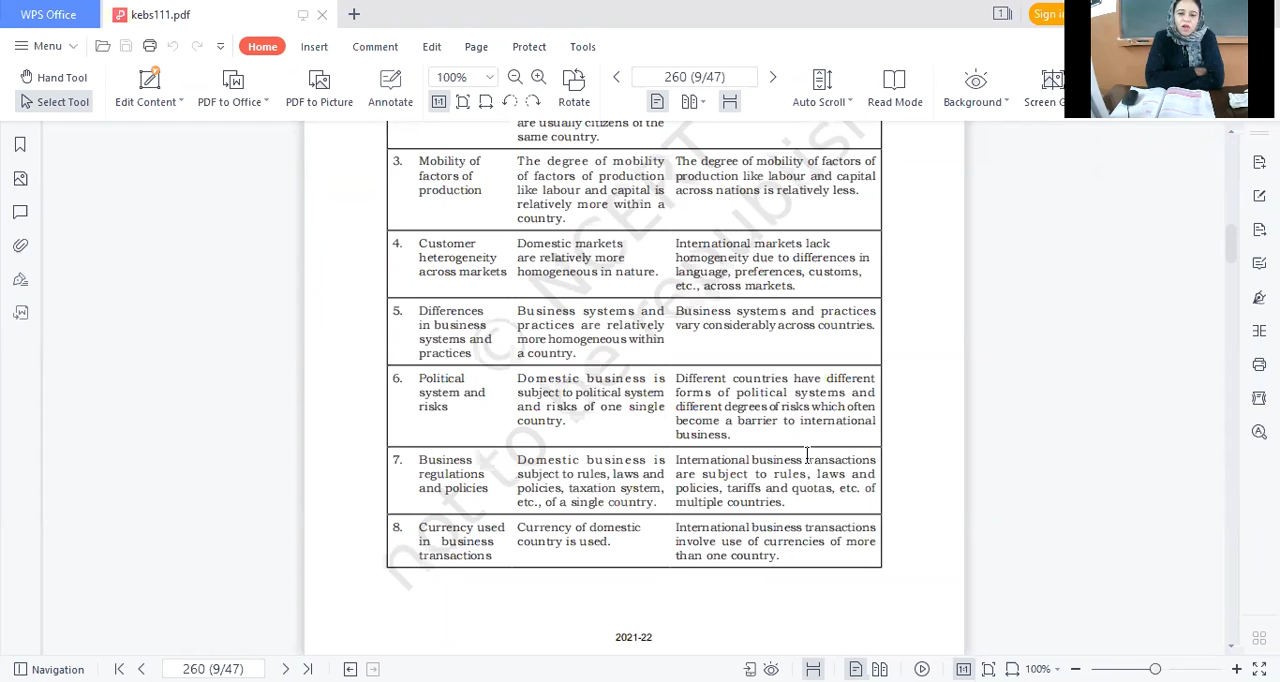 WPS Office
kebs111.pdf
1
Sign in
Menu
Home
Insert
Comment
Edit
Page
Protect
Tools
Hand Tool
Select Tool
Edit Content
PDF to Office
PDF to Picture
Annotate
100%
260 (9/47)
Rotate
Auto Scroll
Read Mode
Background
Screen G
are usually citizens of the
same country.
3. Mobility of factors of production
The degree of mobility
of factors of production
like labour and capital is
relatively more within a
country.
The degree of mobility of factors of
production like labour and capital
across nations is relatively less.
4. Customer heterogeneity across markets
Domestic markets
are relatively more
homogeneous in nature.
International markets lack
homogeneity due to differences in
language, preferences, customs,
etc., across markets.
5. Differences in business systems and practices
Business systems and
practices are relatively
more homogeneous within
a country.
Business systems and practices
vary considerably across countries.
6. Political system and risks
Domestic business is
subject to political system
and risks of one single
country.
Different countries have different
forms of political systems and
different degrees of risks which often
become a barrier to international
business.
7. Business regulations and policies
Domestic business is
subject to rules, laws and
policies, taxation system,
etc., of a single country.
International business transactions
are subject to rules, laws and
policies, tariffs and quotas, etc. of
multiple countries.
8. Currency used in business transactions
Currency of domestic
country is used.
International business transactions
involve use of currencies of more
than one country.
© NCERT
not to be republish
2021-22
Navigation
260 (9/47)
100%